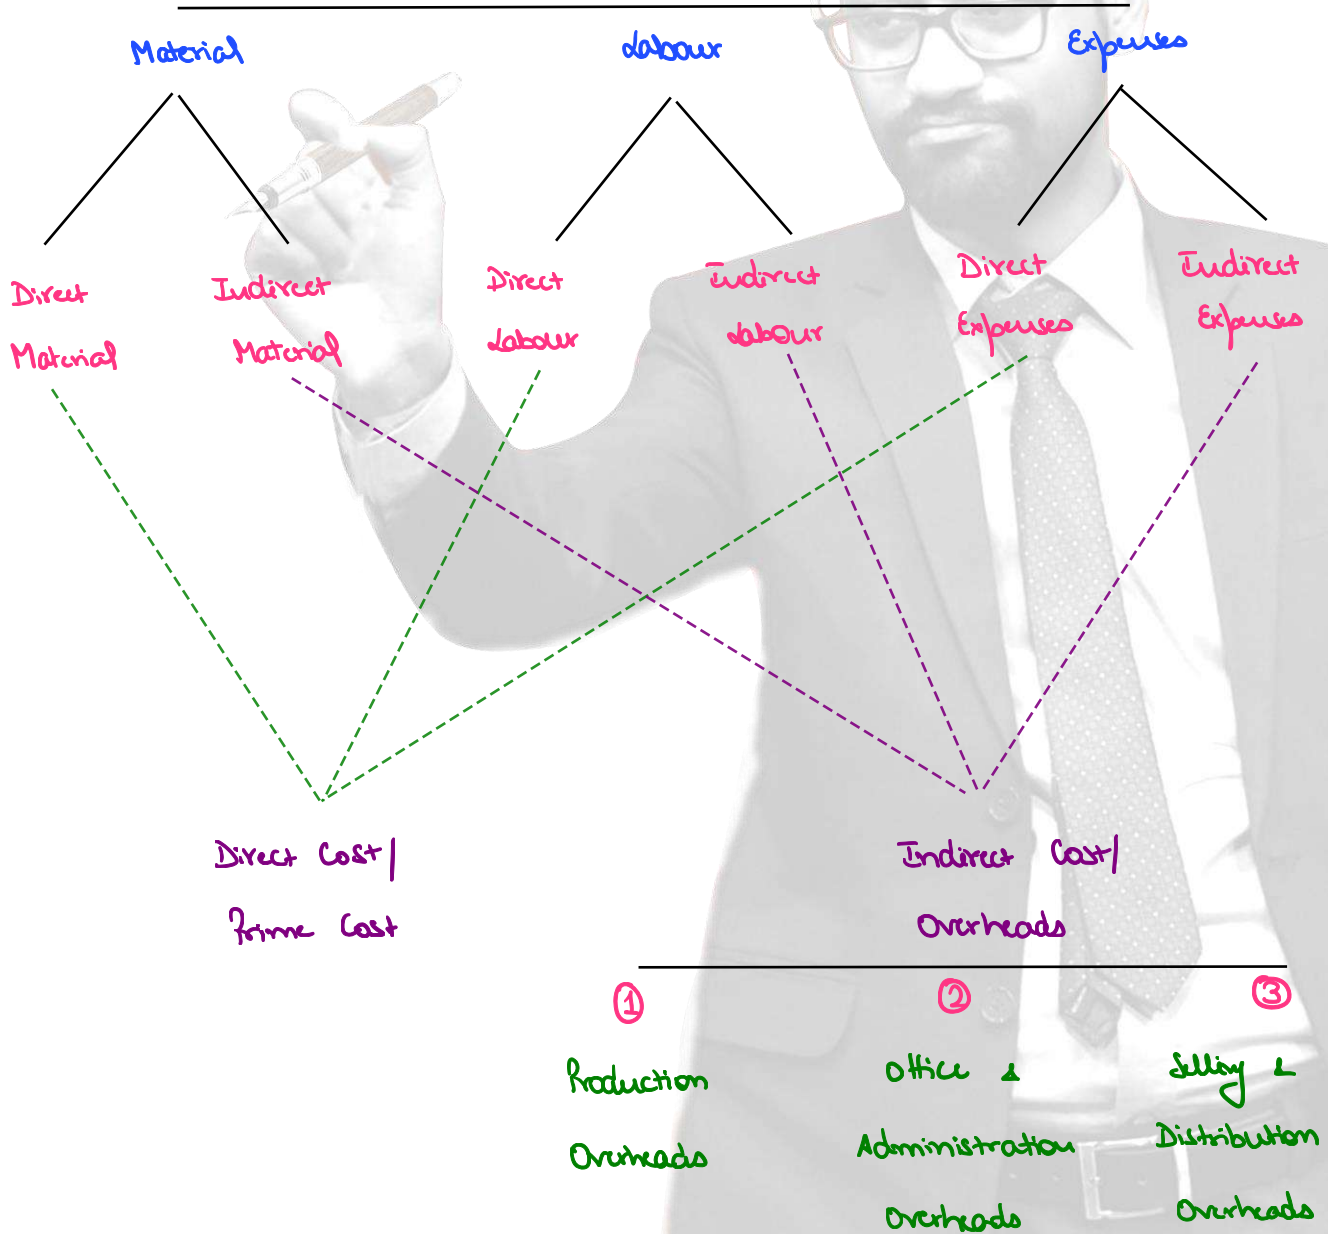 Material Labour Expenses
Direct Indirect Direct Indirect Direct Indirect
Material Material Labour Labour Expenses Expenses
Direct Cost/ Indirect Cost/
Prime Cost Overheads
① ② ③
Production Office & Selling &
Overheads Administration Distribution
Overheads Overheads